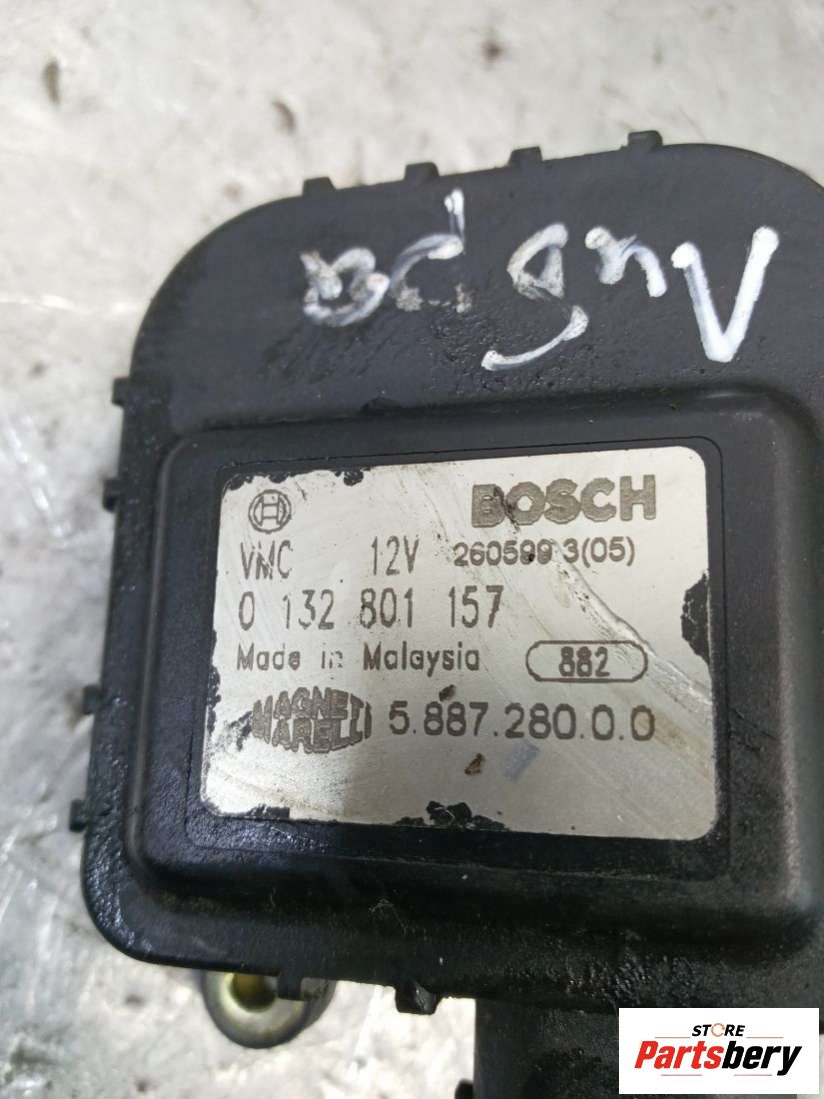 BOSCH
VMC 12V 260599 3(05)
0 132 801 157
Made in Malaysia 882
MAGNETI MARELLI 5.887.280.0.0
STORE
Partsbery